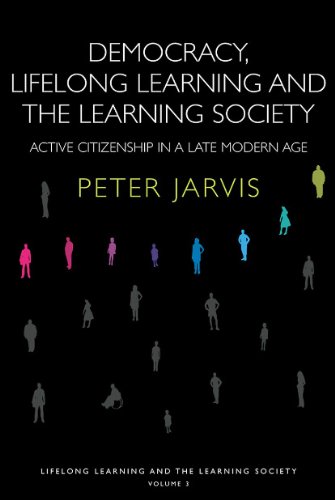 DEMOCRACY,
LIFELONG LEARNING AND
THE LEARNING SOCIETY
ACTIVE CITIZENSHIP IN A LATE MODERN AGE
PETER JARVIS
LIFELONG LEARNING AND THE LEARNING SOCIETY
VOLUME 3